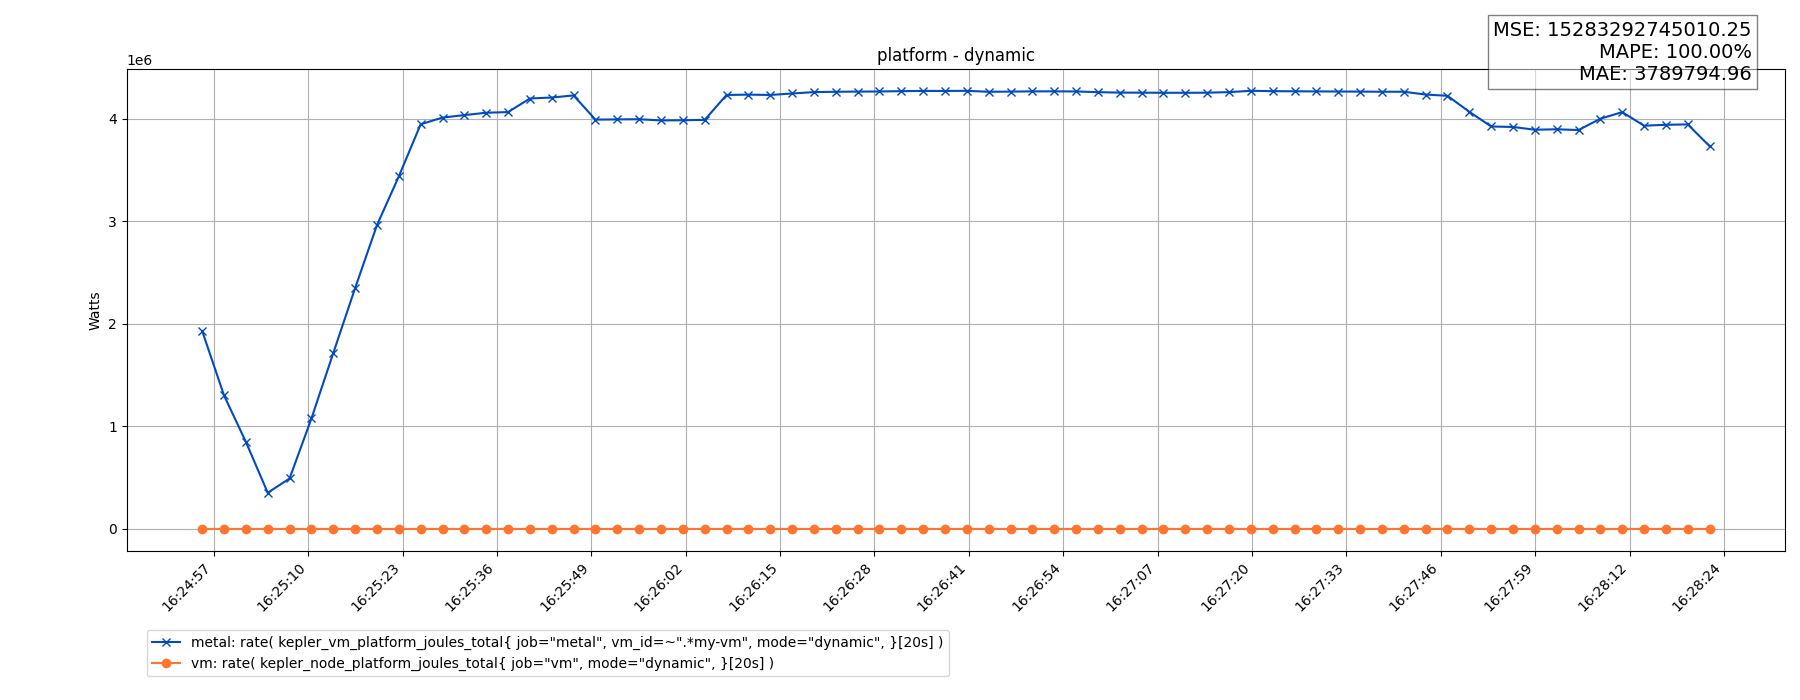 MSE: 15283292745010.25
MAPE: 100.00%
MAE: 3789794.96
platform - dynamic
1e6
4
3
2
1
0
Watts
16:24:57
16:25:10
16:25:23
16:25:36
16:25:49
16:26:02
16:26:15
16:26:28
16:26:41
16:26:54
16:27:07
16:27:20
16:27:33
16:27:46
16:27:59
16:28:12
16:28:24
metal: rate( kepler_vm_platform_joules_total{ job="metal", vm_id=~".*my-vm", mode="dynamic", }[20s] )
vm: rate( kepler_node_platform_joules_total{ job="vm", mode="dynamic", }[20s] )